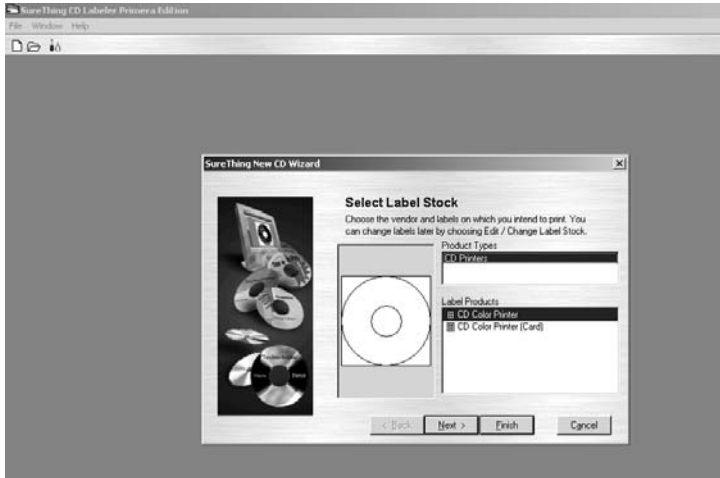 SureThing CD Labeler Primera Edition
File Window Help
SureThing New CD Wizard
Select Label Stock
Choose the vendor and labels on which you intend to print. You
can change labels later by choosing Edit / Change Label Stock.
Product Types
CD Printers
Label Products
CD Color Printer
CD Color Printer (Card)
< Back
Next >
Finish
Cancel